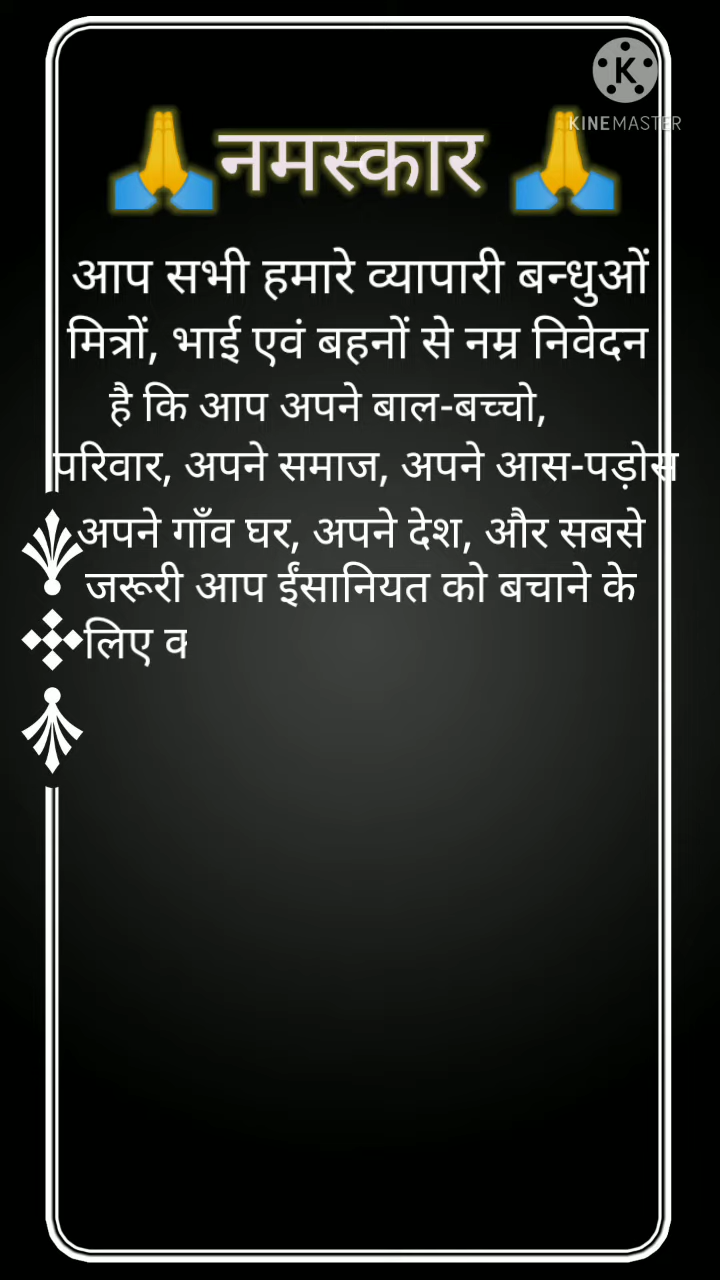 KINEMASTER
🙏नमस्कार 🙏
आप सभी हमारे व्यापारी बन्धुओं
मित्रों, भाई एवं बहनों से नम्र निवेदन
है कि आप अपने बाल-बच्चो,
परिवार, अपने समाज, अपने आस-पड़ोस
अपने गाँव घर, अपने देश, और सबसे
जरूरी आप ईंसानियत को बचाने के
लिए